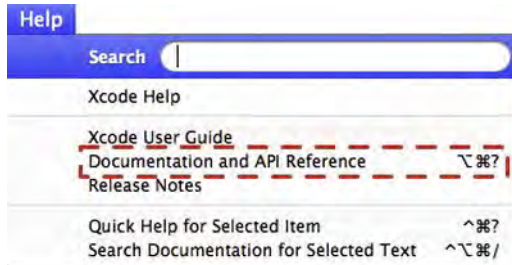 Help
Search
Xcode Help
Xcode User Guide
Documentation and API Reference ⌥⌘?
Release Notes
Quick Help for Selected Item ^⌘?
Search Documentation for Selected Text ^⌥⌘/